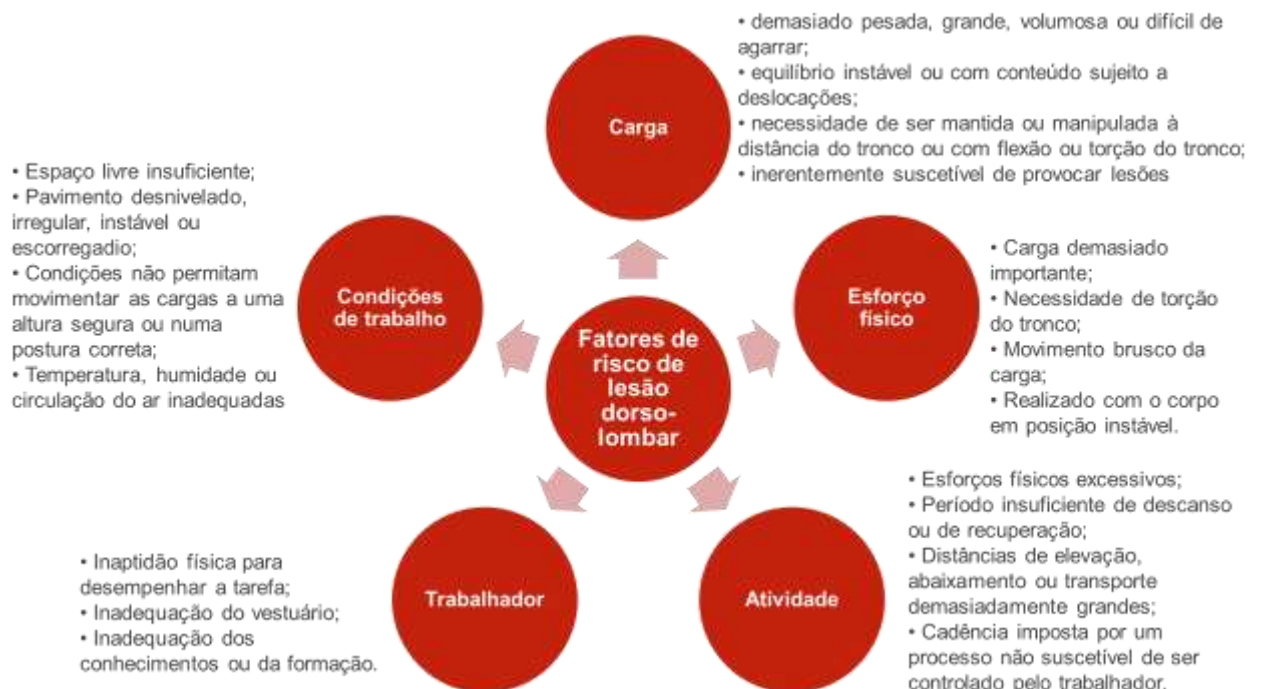 Fatores de
risco de
lesão
dorso-
lombar
Carga
• demasiado pesada, grande, volumosa ou difícil de
agarrar;
• equilíbrio instável ou com conteúdo sujeito a
deslocações;
• necessidade de ser mantida ou manipulada à
distância do tronco ou com flexão ou torção do tronco;
• inerentemente suscetível de provocar lesões
Esforço
físico
• Carga demasiado
importante;
• Necessidade de torção
do tronco;
• Movimento brusco da
carga;
• Realizado com o corpo
em posição instável.
Atividade
• Esforços físicos excessivos;
• Período insuficiente de descanso
ou de recuperação;
• Distâncias de elevação,
abaixamento ou transporte
demasiadamente grandes;
• Cadência imposta por um
processo não suscetível de ser
controlado pelo trabalhador.
Trabalhador
• Inaptidão física para
desempenhar a tarefa;
• Inadequação do vestuário;
• Inadequação dos
conhecimentos ou da formação.
Condições
de trabalho
• Espaço livre insuficiente;
• Pavimento desnivelado,
irregular, instável ou
escorregadio;
• Condições não permitam
movimentar as cargas a uma
altura segura ou numa
postura correta;
• Temperatura, humidade ou
circulação do ar inadequadas